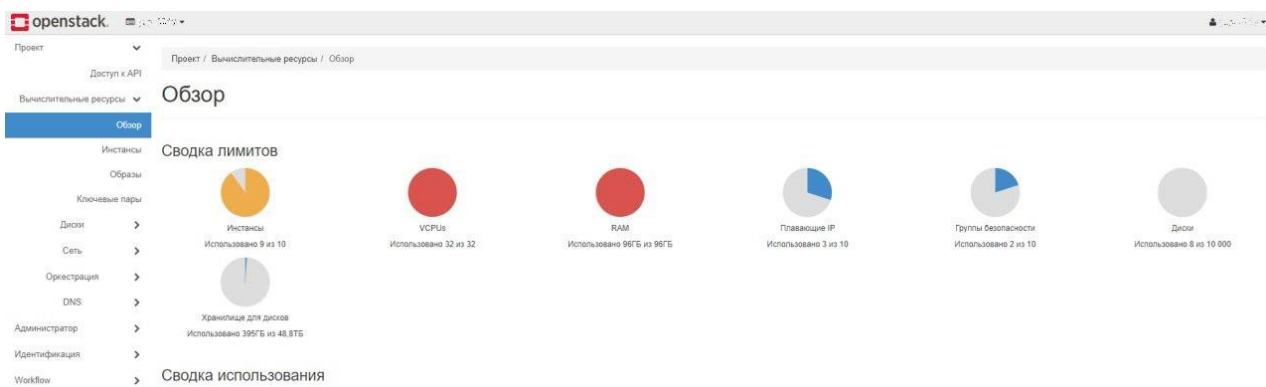 openstack.
Проект
Доступ к API
Вычислительные ресурсы
Обзор
Инстансы
Образы
Ключевые пары
Диски
Сеть
Оркестрация
DNS
Администратор
Идентификация
Workflow
Проект / Вычислительные ресурсы / Обзор
Обзор
Сводка лимитов
Инстансы
Использовано 9 из 10
VCPUs
Использовано 32 из 32
RAM
Использовано 96ГБ из 96ГБ
Плавающие IP
Использовано 3 из 10
Группы безопасности
Использовано 2 из 10
Диски
Использовано 8 из 10 000
Хранилище для дисков
Использовано 395ГБ из 48,8ТБ
Сводка использования